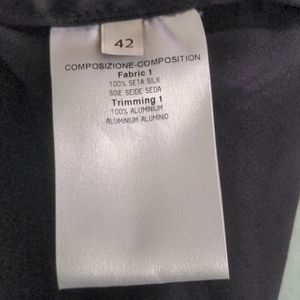 42
COMPOSIZIONE-COMPOSITION
Fabric 1
100% SETA SILK
SOIE SEIDE SEDA
Trimming 1
100% ALUMINIUM
ALUMINIUM ALUMINIO